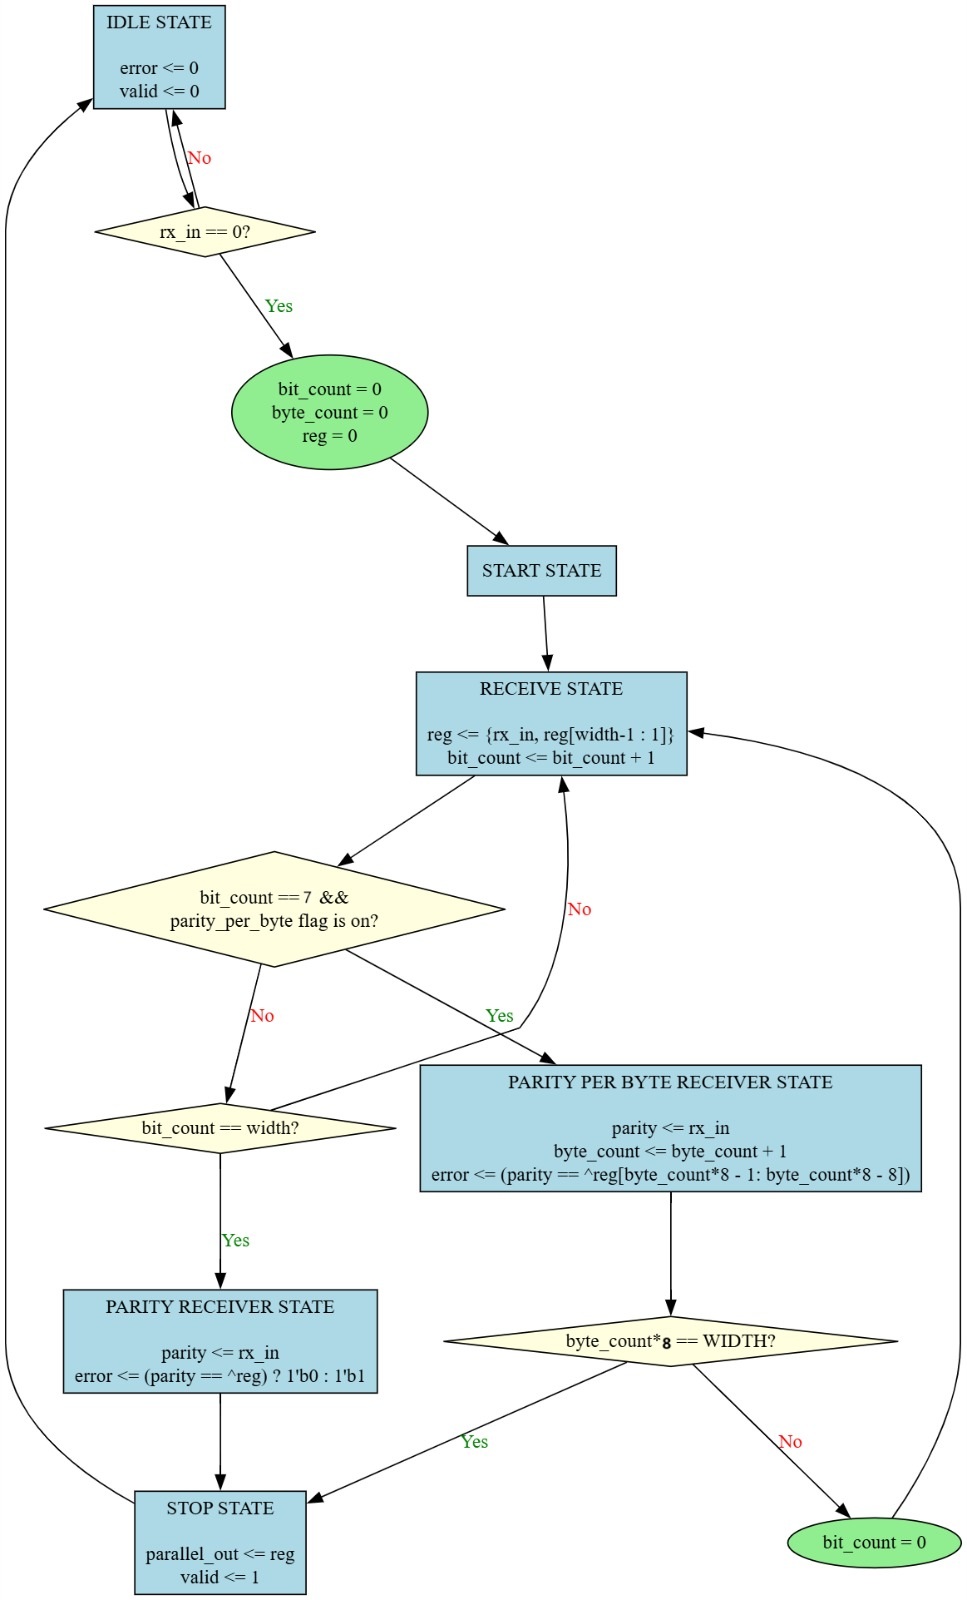 IDLE STATE
error <= 0
valid <= 0
No
rx_in == 0?
Yes
bit_count = 0
byte_count = 0
reg = 0
START STATE
RECEIVE STATE
reg <= {rx_in, reg[width-1 : 1]}
bit_count <= bit_count + 1
bit_count == 7 &&
parity_per_byte flag is on?
No
No
Yes
PARITY PER BYTE RECEIVER STATE
parity <= rx_in
byte_count <= byte_count + 1
error <= (parity == ^reg[byte_count*8 - 1: byte_count*8 - 8])
bit_count == width?
Yes
PARITY RECEIVER STATE
parity <= rx_in
error <= (parity == ^reg) ? 1'b0 : 1'b1
byte_count*8 == WIDTH?
Yes
No
STOP STATE
parallel_out <= reg
valid <= 1
bit_count = 0